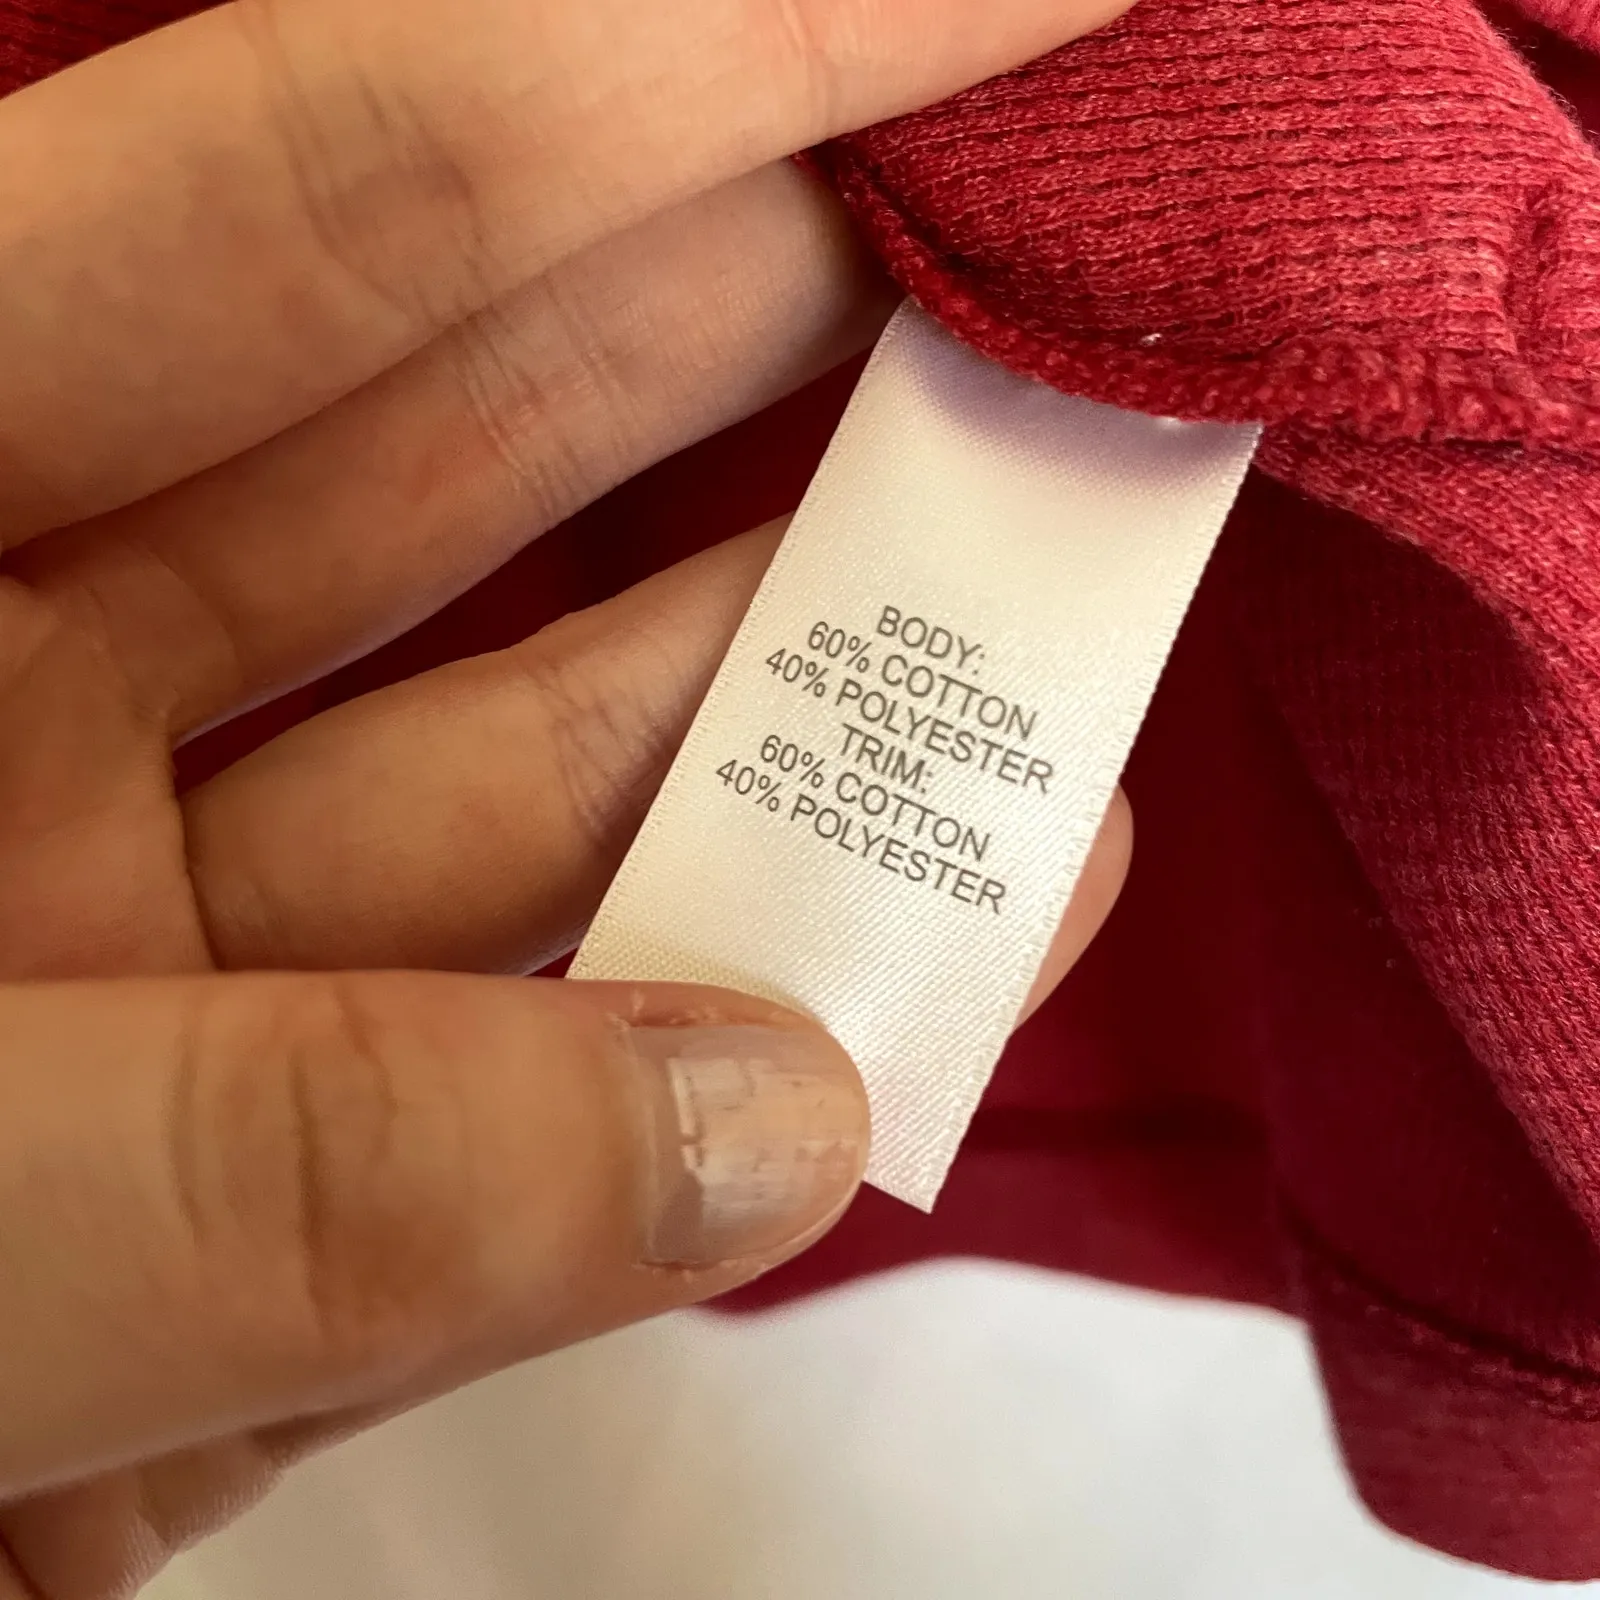 BODY:
60% COTTON
40% POLYESTER
TRIM:
60% COTTON
40% POLYESTER